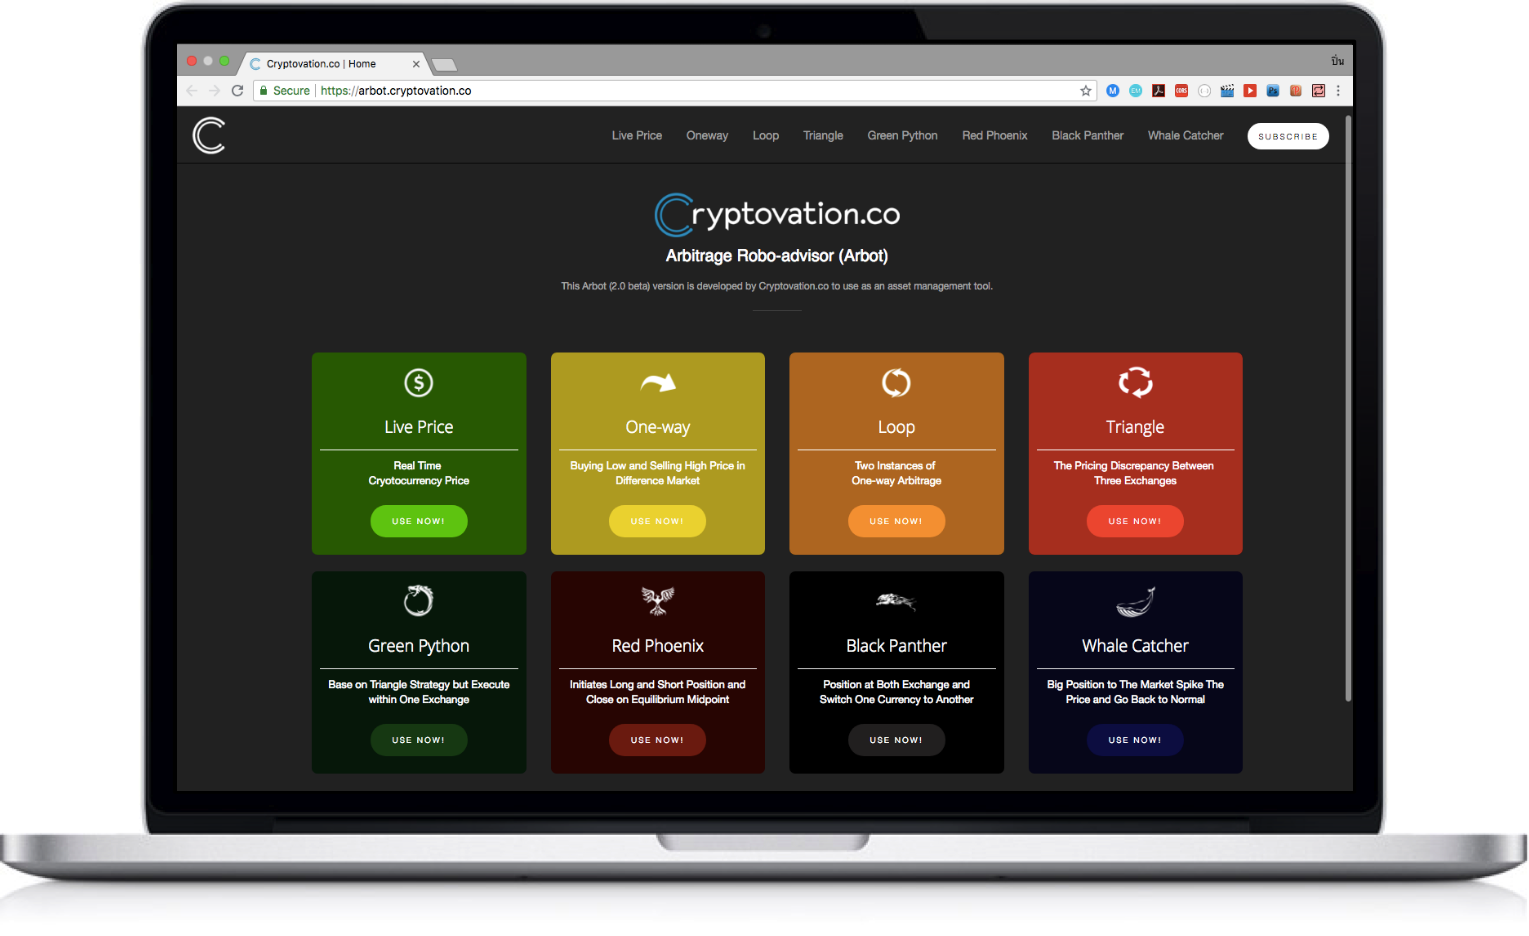 Cryptovation.co | Home
ปิ่น
Secure | https://arbot.cryptovation.co
Live Price Oneway Loop Triangle Green Python Red Phoenix Black Panther Whale Catcher SUBSCRIBE
Cryptovation.co
Arbitrage Robo-advisor (Arbot)
This Arbot (2.0 beta) version is developed by Cryptovation.co to use as an asset management tool.
Live Price
Real Time
Cryotocurrency Price
USE NOW!
One-way
Buying Low and Selling High Price in
Difference Market
USE NOW!
Loop
Two Instances of
One-way Arbitrage
USE NOW!
Triangle
The Pricing Discrepancy Between
Three Exchanges
USE NOW!
Green Python
Base on Triangle Strategy but Execute
within One Exchange
USE NOW!
Red Phoenix
Initiates Long and Short Position and
Close on Equilibrium Midpoint
USE NOW!
Black Panther
Position at Both Exchange and
Switch One Currency to Another
USE NOW!
Whale Catcher
Big Position to The Market Spike The
Price and Go Back to Normal
USE NOW!